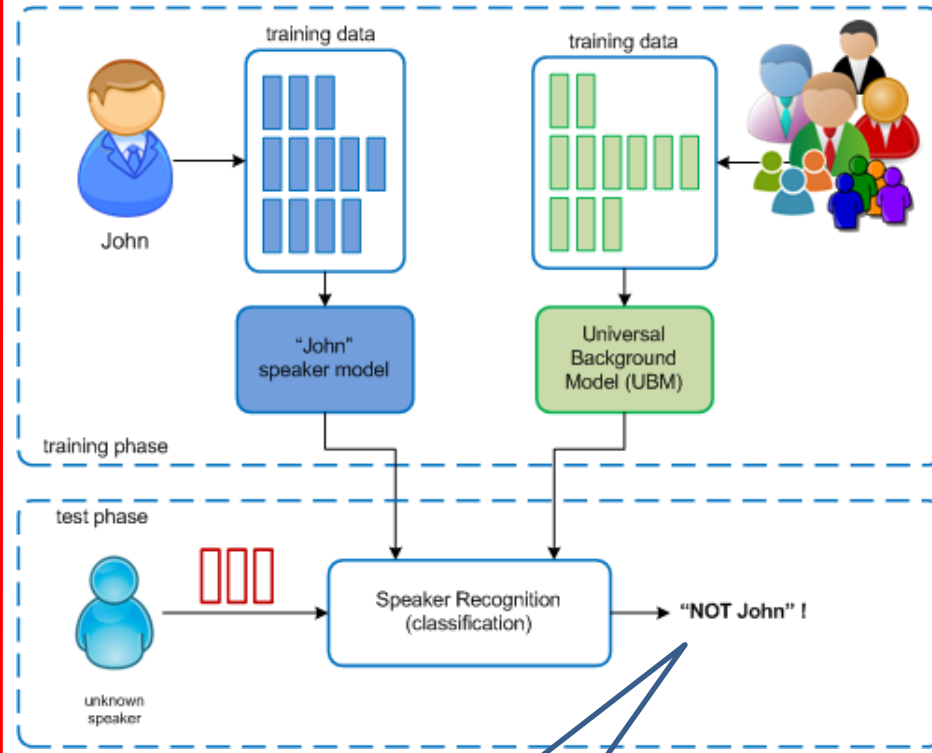 training data
training data
John
"John"
speaker model
Universal
Background
Model (UBM)
training phase
test phase
Speaker Recognition
(classification)
"NOT John" !
unknown
speaker